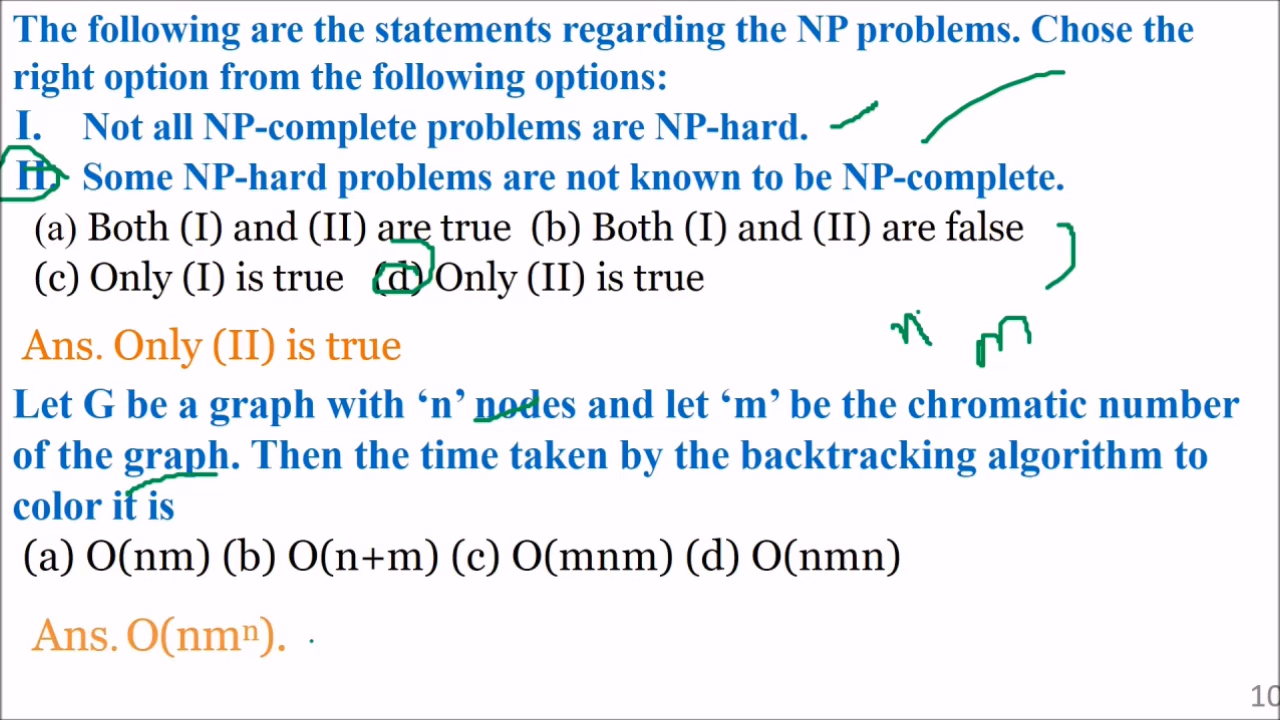 The following are the statements regarding the NP problems. Chose the
right option from the following options:
I. Not all NP-complete problems are NP-hard.
II. Some NP-hard problems are not known to be NP-complete.
(a) Both (I) and (II) are true (b) Both (I) and (II) are false
(c) Only (I) is true (d) Only (II) is true
Ans. Only (II) is true
n m
Let G be a graph with ‘n’ nodes and let ‘m’ be the chromatic number
of the graph. Then the time taken by the backtracking algorithm to
color it is
(a) O(nm) (b) O(n+m) (c) O(mnm) (d) O(nmn)
Ans. O(nmⁿ).
10